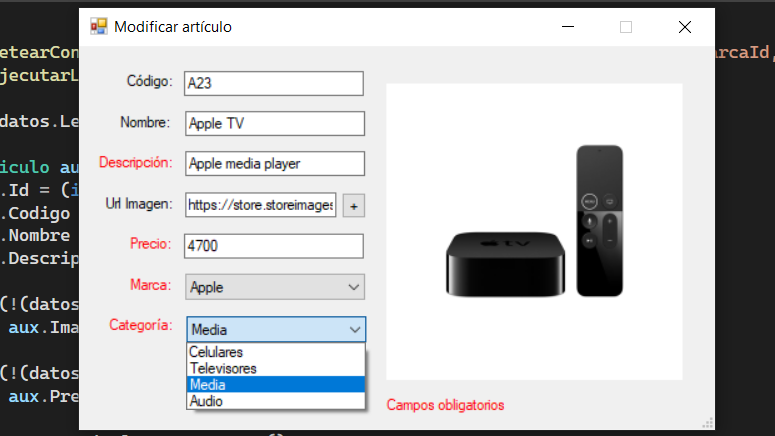 Modificar artículo
etearCon
arcaId,
jecutarL
datos.Le
iculo au
.Id = (i
.Codigo
.Nombre
.Descrip
(!(datos
aux.Ima
(!(datos
aux.Pre
Código: A23
Nombre: Apple TV
Descripción: Apple media player
Url Imagen: https://store.storeimages +
Precio: 4700
Marca: Apple
Categoría: Media
Celulares
Televisores
Media
Audio
tv
MENU
Campos obligatorios